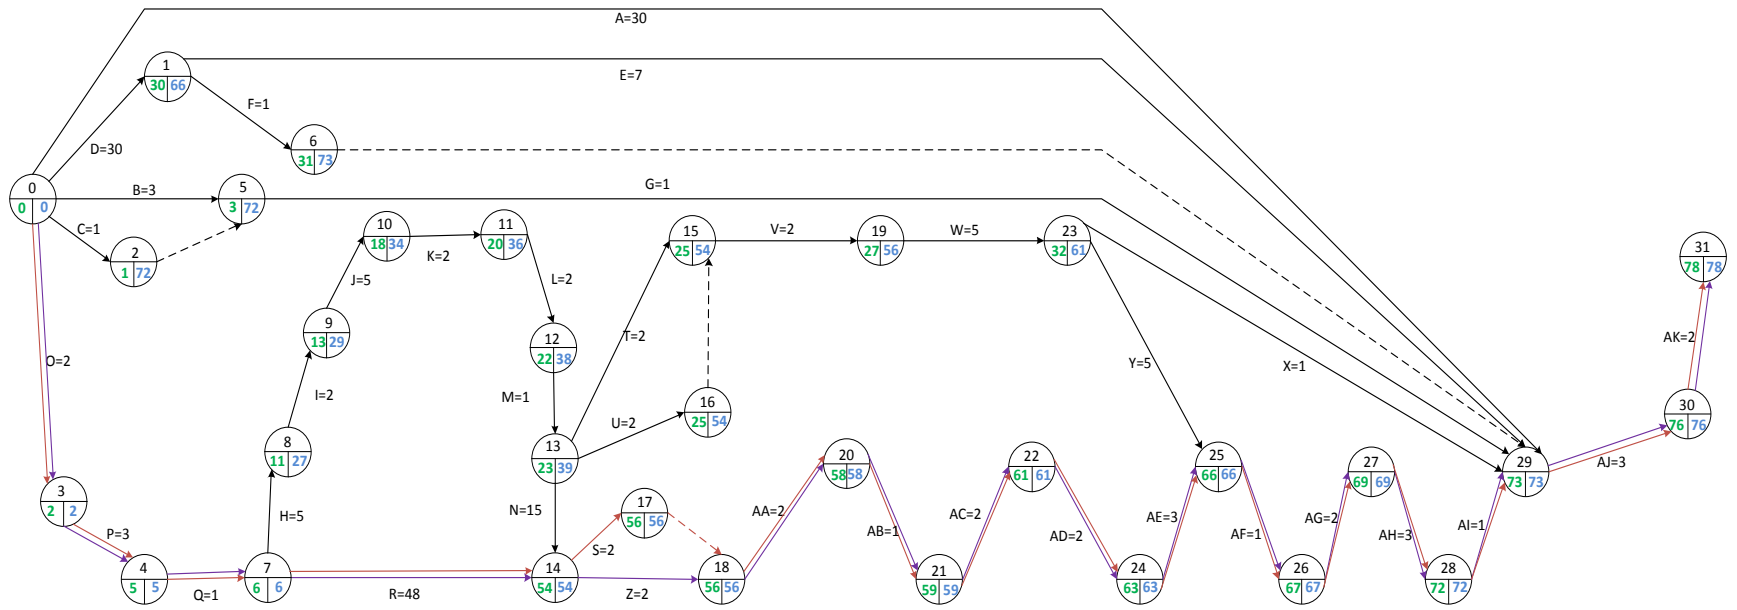 A=30
1
30 66
E=7
F=1
6
31 73
D=30
0
0 0
B=3
5
3 72
G=1
C=1
2
1 72
10
18 34
K=2
11
20 36
J=5
L=2
9
13 29
12
22 38
I=2
M=1
8
11 27
13
23 39
H=5
N=15
T=2
U=2
15
25 54
16
25 54
V=2
19
27 56
W=5
23
32 61
Y=5
X=1
O=2
3
2 2
P=3
4
5 5
Q=1
7
6 6
R=48
14
54 54
S=2
17
56 56
Z=2
18
56 56
AA=2
20
58 58
AB=1
21
59 59
AC=2
22
61 61
AD=2
24
63 63
AE=3
25
66 66
AF=1
26
67 67
AG=2
27
69 69
AH=3
28
72 72
AI=1
29
73 73
AJ=3
30
76 76
AK=2
31
78 78